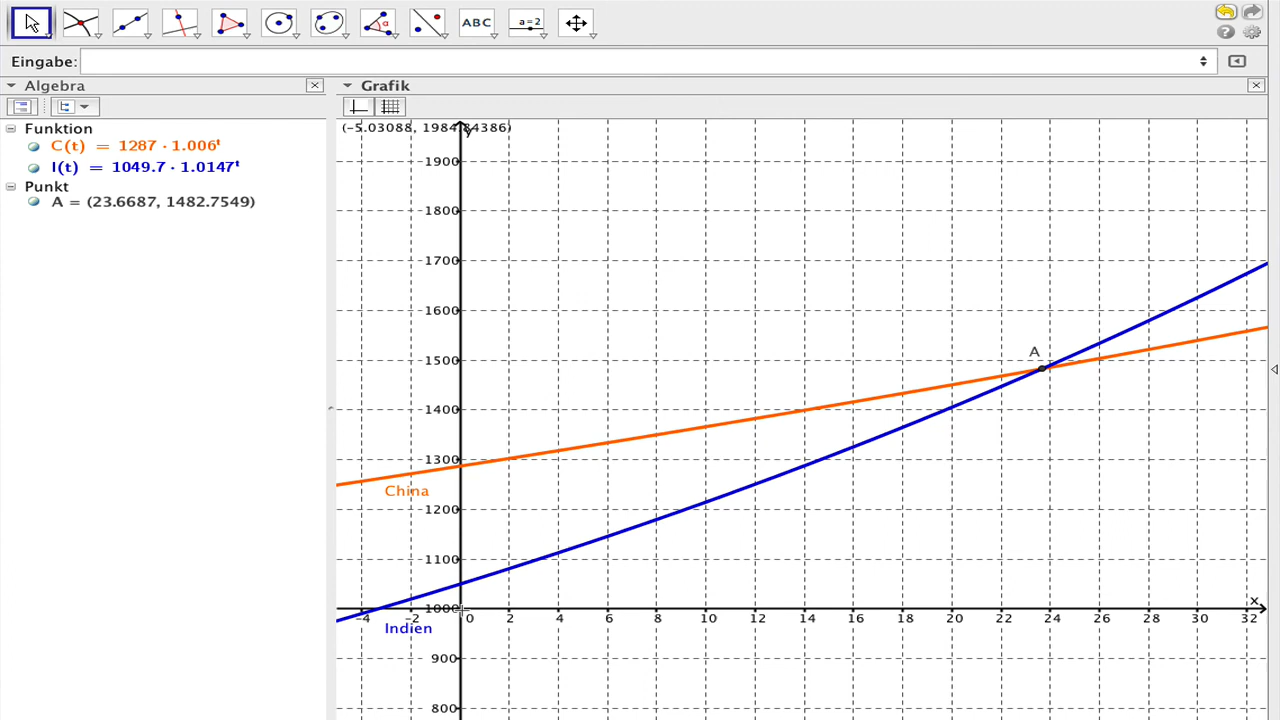 ABC
a=2
Eingabe:
Algebra
Grafik
Funktion
C(t) = 1287 · 1.006ᵗ
I(t) = 1049.7 · 1.0147ᵗ
Punkt
A = (23.6687, 1482.7549)
y
1900
1800
1700
1600
1500
1400
1300
1200
1100
1000
900
800
A
China
Indien
x
-4 -2 0 2 4 6 8 10 12 14 16 18 20 22 24 26 28 30 32